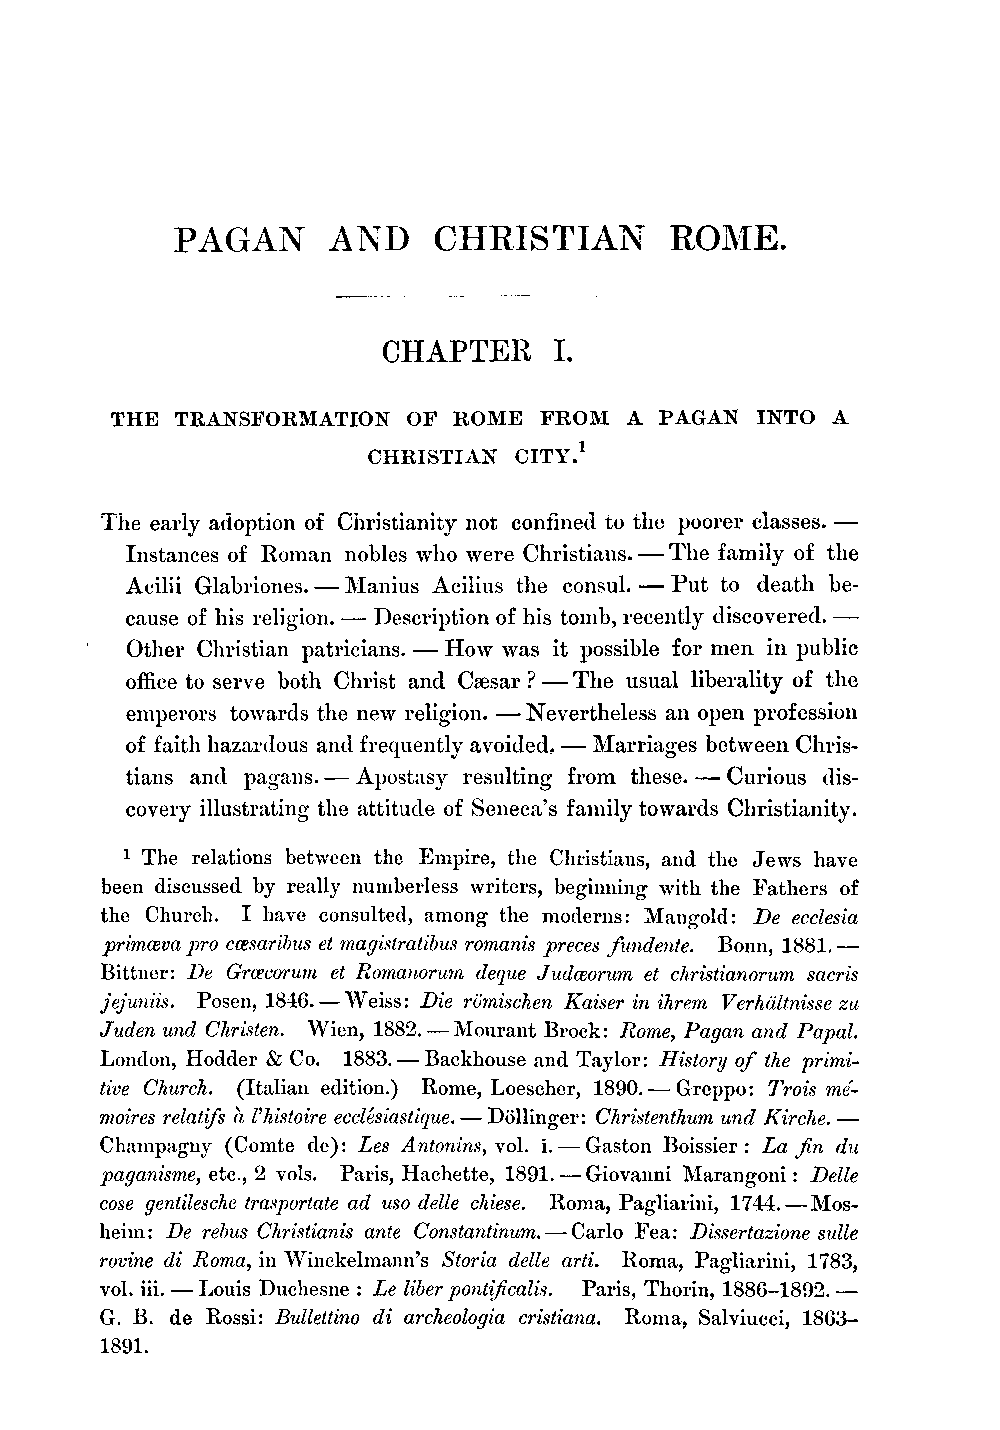 PAGAN AND CHRISTIAN ROME.
CHAPTER I.
THE TRANSFORMATION OF ROME FROM A PAGAN INTO A
CHRISTIAN CITY.¹
The early adoption of Christianity not confined to the poorer classes. —
Instances of Roman nobles who were Christians. — The family of the
Acilii Glabriones. — Manius Acilius the consul. — Put to death be-
cause of his religion. — Description of his tomb, recently discovered. —
Other Christian patricians. — How was it possible for men in public
office to serve both Christ and Cæsar? — The usual liberality of the
emperors towards the new religion. — Nevertheless an open profession
of faith hazardous and frequently avoided. — Marriages between Chris-
tians and pagans. — Apostasy resulting from these. — Curious dis-
covery illustrating the attitude of Seneca's family towards Christianity.
¹ The relations between the Empire, the Christians, and the Jews have
been discussed by really numberless writers, beginning with the Fathers of
the Church. I have consulted, among the moderns: Mangold: De ecclesia
primæva pro cæsaribus et magistratibus romanis preces fundente. Bonn, 1881. —
Bittner: De Græcorum et Romanorum deque Judæorum et christianorum sacris
jejuniis. Posen, 1846. — Weiss: Die römischen Kaiser in ihrem Verhältnisse zu
Juden und Christen. Wien, 1882. — Mourant Brock: Rome, Pagan and Papal.
London, Hodder & Co. 1883. — Backhouse and Taylor: History of the primi-
tive Church. (Italian edition.) Rome, Loescher, 1890. — Greppo: Trois mé-
moires relatifs à l'histoire ecclésiastique. — Döllinger: Christenthum und Kirche. —
Champagny (Comte de): Les Antonins, vol. i. — Gaston Boissier: La fin du
paganisme, etc., 2 vols. Paris, Hachette, 1891. — Giovanni Marangoni: Delle
cose gentilesche trasportate ad uso delle chiese. Roma, Pagliarini, 1744. — Mos-
heim: De rebus Christianis ante Constantinum. — Carlo Fea: Dissertazione sulle
rovine di Roma, in Winckelmann's Storia delle arti. Roma, Pagliarini, 1783,
vol. iii. — Louis Duchesne: Le liber pontificalis. Paris, Thorin, 1886–1892. —
G. B. de Rossi: Bullettino di archeologia cristiana. Roma, Salviucci, 1863–
1891.